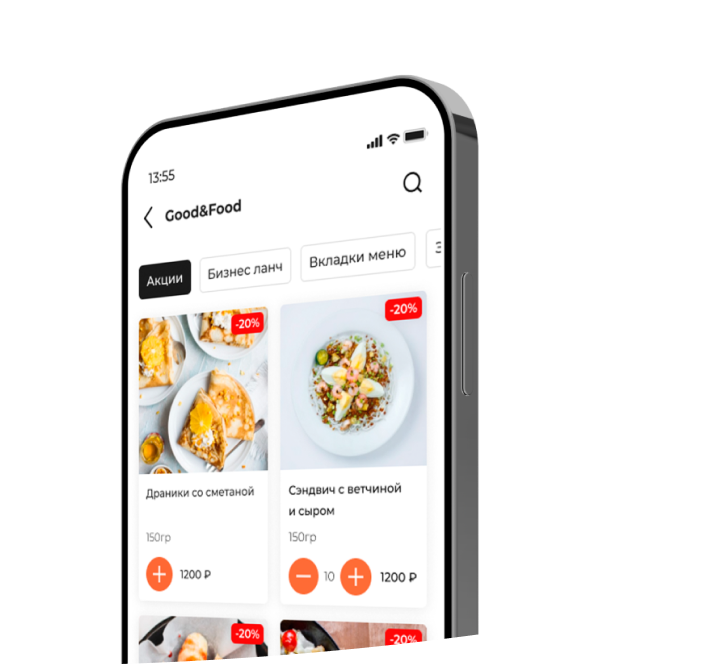 13:55
Good&Food
Акции
Бизнес ланч
Вкладки меню
-20%
-20%
Драники со сметаной
150гр
1200 ₽
Сэндвич с ветчиной
и сыром
150гр
10
1200 ₽
-20%
-20%